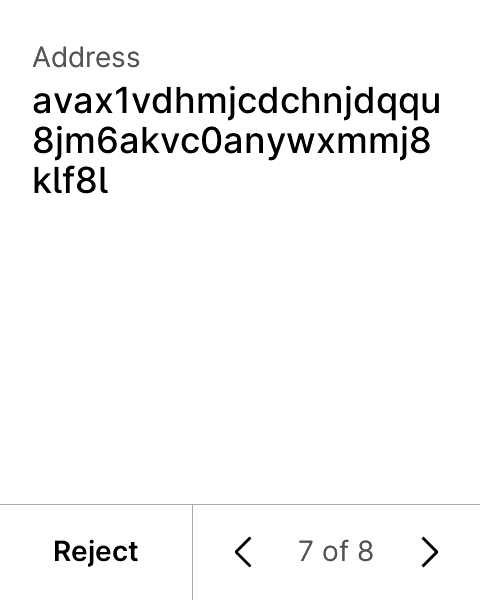 Address
avax1vdhmjcdchnjdqqu
8jm6akvc0anywxmmj8
klf8l
Reject
7 of 8